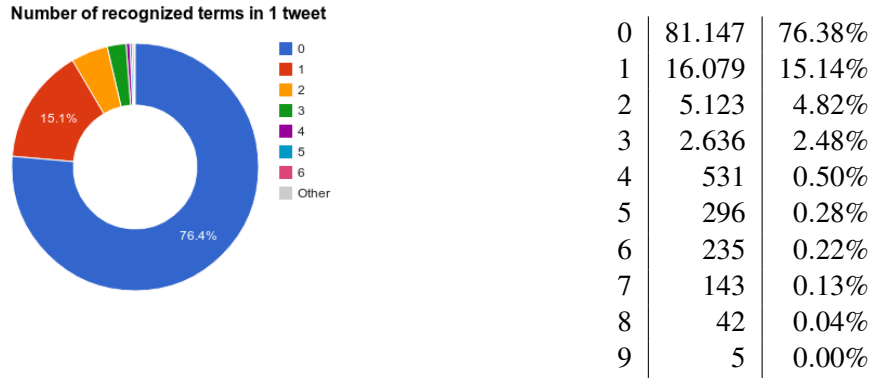 Number of recognized terms in 1 tweet
0
1
2
3
4
5
6
Other
15.1%
76.4%
0 81.147 76.38%
1 16.079 15.14%
2 5.123 4.82%
3 2.636 2.48%
4 531 0.50%
5 296 0.28%
6 235 0.22%
7 143 0.13%
8 42 0.04%
9 5 0.00%